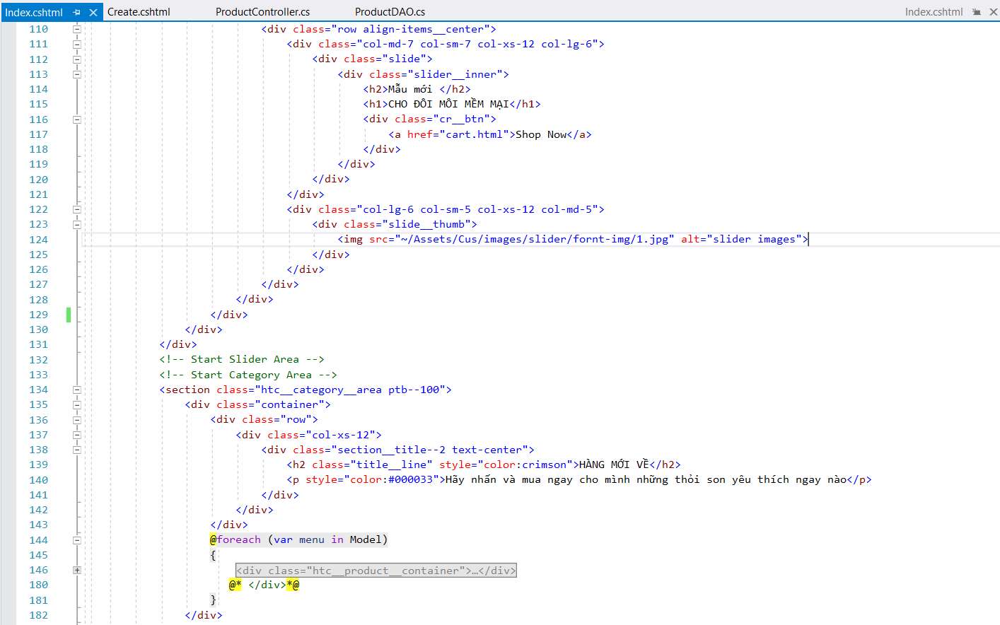 Index.cshtml Create.cshtml ProductController.cs ProductDAO.cs Index.cshtml
110 <div class="row align-items__center">
111 <div class="col-md-7 col-sm-7 col-xs-12 col-lg-6">
112 <div class="slide">
113 <div class="slider__inner">
114 <h2>Mẫu mới </h2>
115 <h1>CHO ĐÔI MÔI MỀM MẠI</h1>
116 <div class="cr__btn">
117 <a href="cart.html">Shop Now</a>
118 </div>
119 </div>
120 </div>
121 </div>
122 <div class="col-lg-6 col-sm-5 col-xs-12 col-md-5">
123 <div class="slide__thumb">
124 <img src="~/Assets/Cus/images/slider/fornt-img/1.jpg" alt="slider images">
125 </div>
126 </div>
127 </div>
128 </div>
129 </div>
130 </div>
131 </div>
132 <!-- Start Slider Area -->
133 <!-- Start Category Area -->
134 <section class="htc__category__area ptb--100">
135 <div class="container">
136 <div class="row">
137 <div class="col-xs-12">
138 <div class="section__title--2 text-center">
139 <h2 class="title__line" style="color:crimson">HÀNG MỚI VỀ</h2>
140 <p style="color:#000033">Hãy nhấn và mua ngay cho mình những thỏi son yêu thích ngay nào</p>
141 </div>
142 </div>
143 </div>
144 @foreach (var menu in Model)
145 {
146 <div class="htc__product__container">…</div>
180 @* </div>*@
181 }
182 </div>